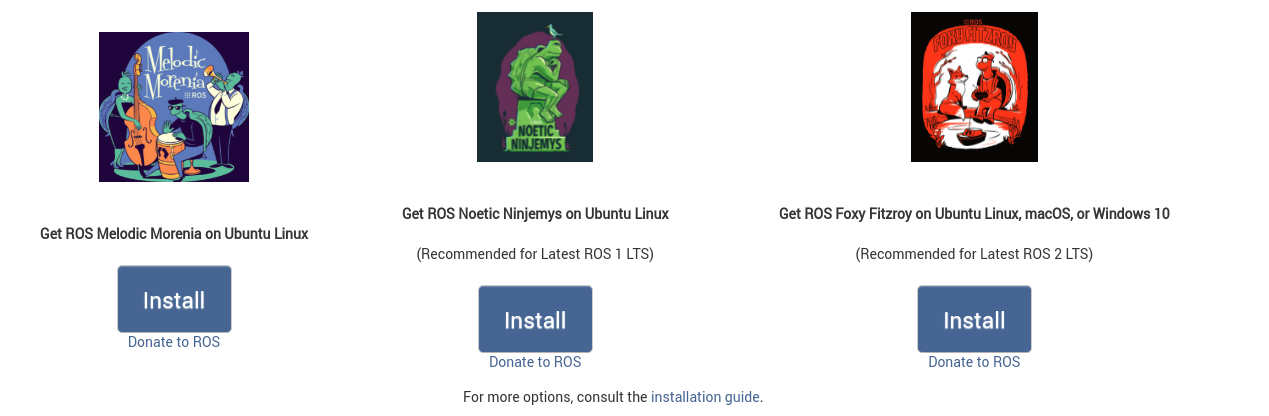 Melodic
Morenia
ROS
Get ROS Melodic Morenia on Ubuntu Linux
Install
Donate to ROS
NOETIC
NINJEMYS
Get ROS Noetic Ninjemys on Ubuntu Linux
(Recommended for Latest ROS 1 LTS)
Install
Donate to ROS
ROS
FOXY FITZROY
Get ROS Foxy Fitzroy on Ubuntu Linux, macOS, or Windows 10
(Recommended for Latest ROS 2 LTS)
Install
Donate to ROS
For more options, consult the installation guide.